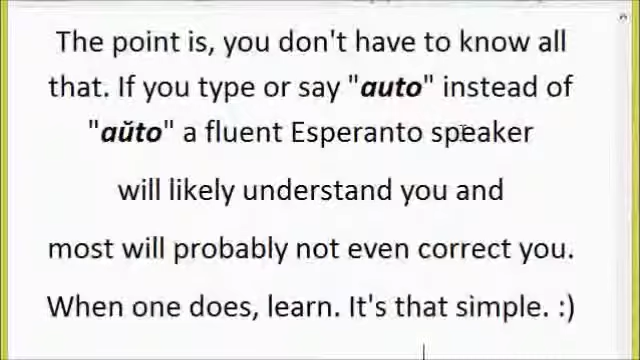 The point is, you don't have to know all
that. If you type or say "auto" instead of
"aŭto" a fluent Esperanto speaker
will likely understand you and
most will probably not even correct you.
When one does, learn. It's that simple. :)